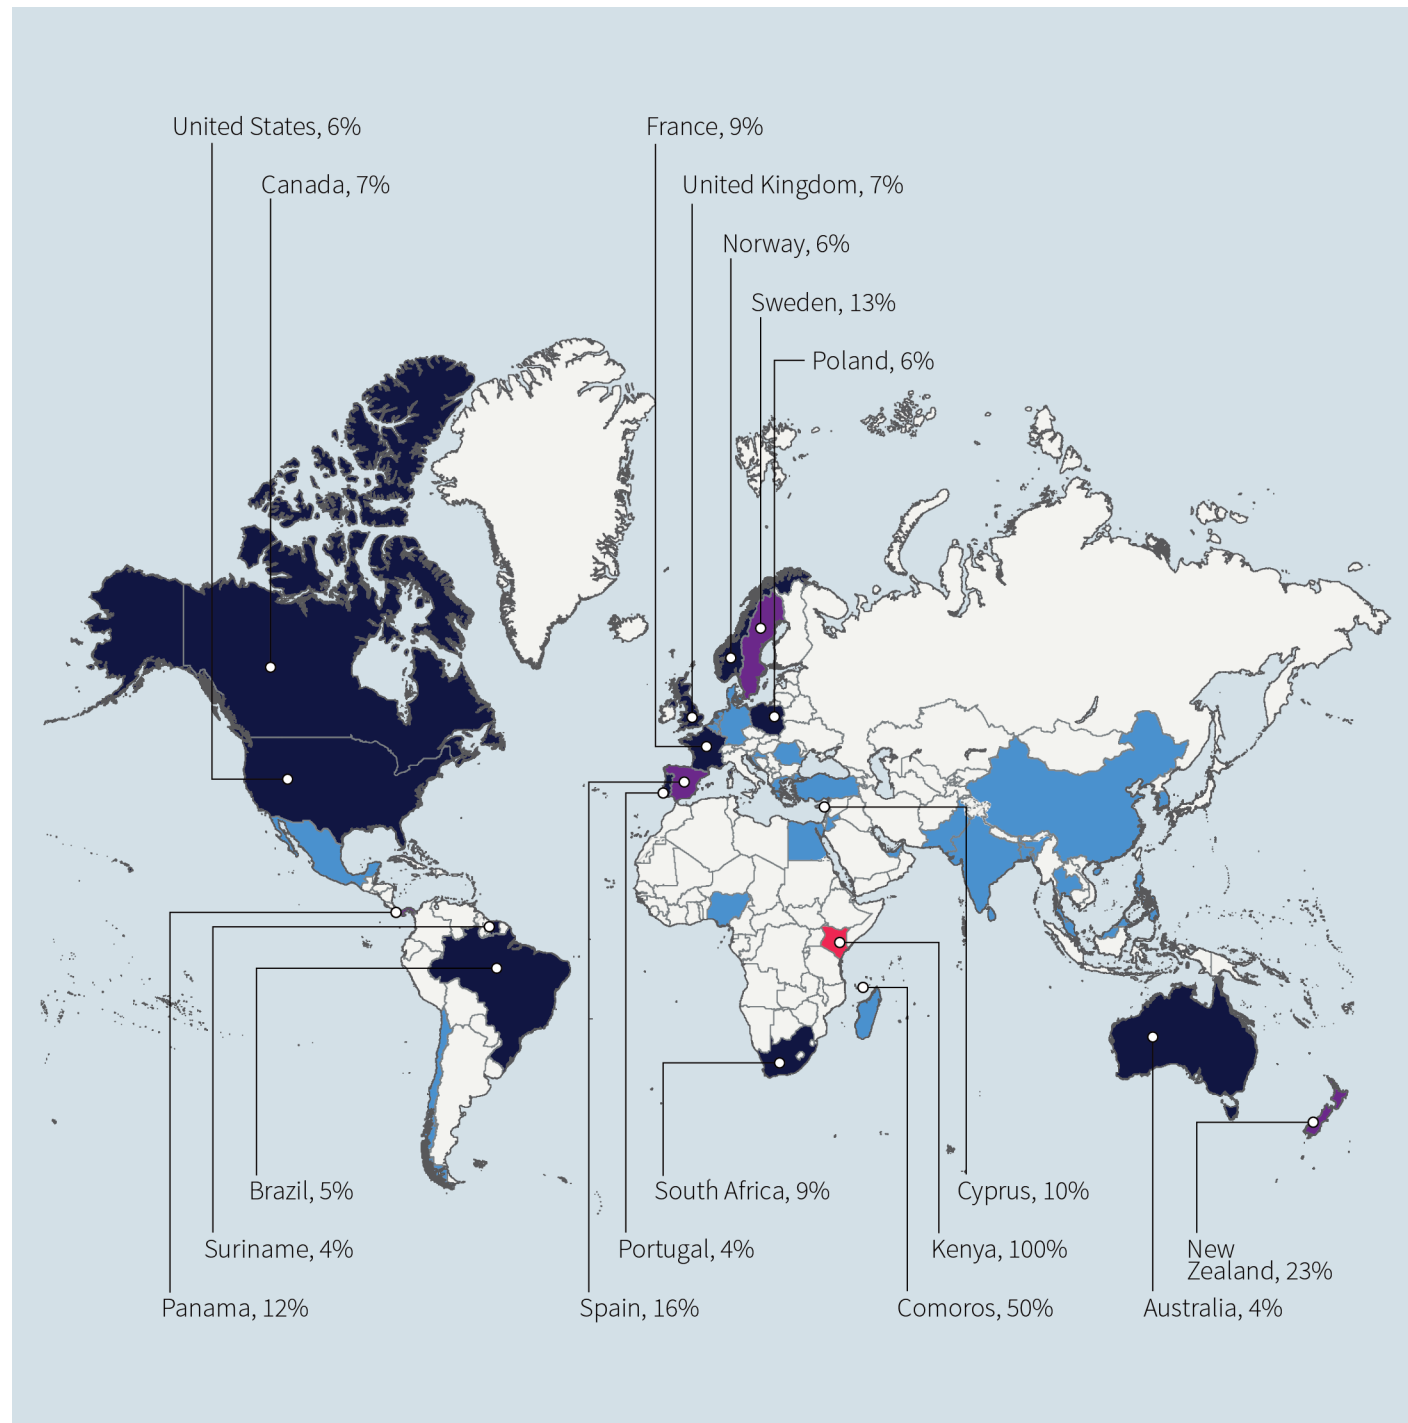 United States, 6%
France, 9%
Canada, 7%
United Kingdom, 7%
Norway, 6%
Sweden, 13%
Poland, 6%
Brazil, 5%
South Africa, 9%
Cyprus, 10%
Suriname, 4%
Portugal, 4%
Kenya, 100%
New
Zealand, 23%
Panama, 12%
Spain, 16%
Comoros, 50%
Australia, 4%